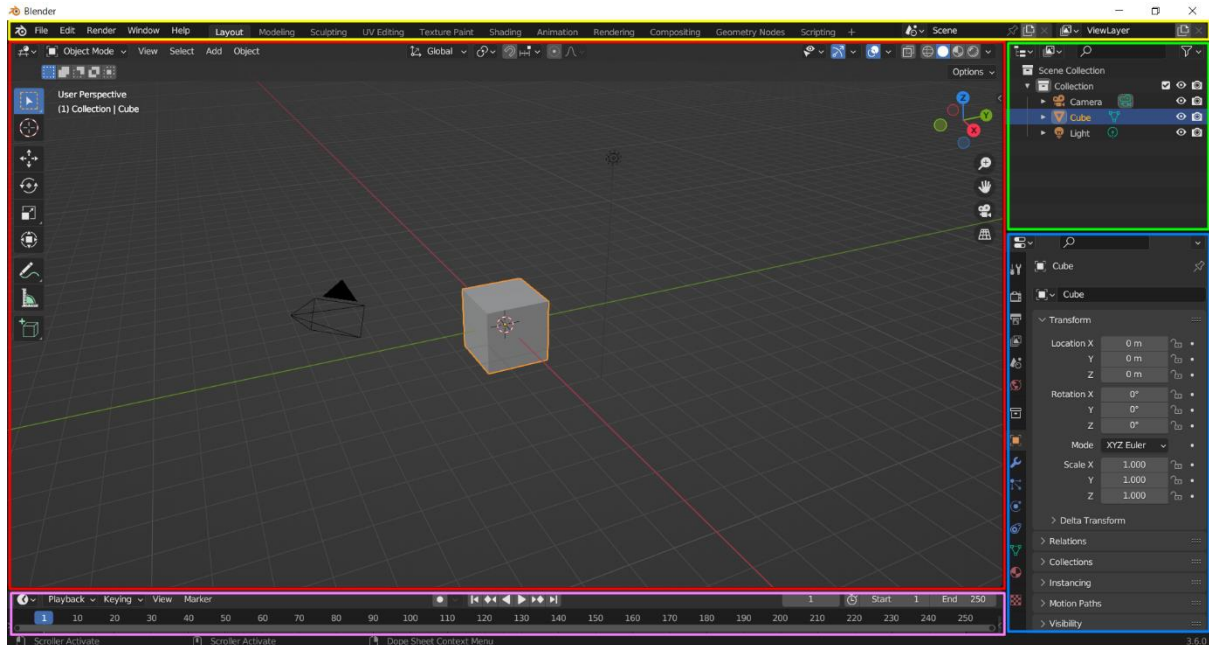 Blender
File Edit Render Window Help Layout Modeling Sculpting UV Editing Texture Paint Shading Animation Rendering Compositing Geometry Nodes Scripting + Scene ViewLayer
Object Mode View Select Add Object Global
Options
User Perspective
(1) Collection | Cube
Z
Y
X
Scene Collection
Collection
Camera
Cube
Light
Cube
Cube
Transform
Location X 0 m
Y 0 m
Z 0 m
Rotation X 0°
Y 0°
Z 0°
Mode XYZ Euler
Scale X 1.000
Y 1.000
Z 1.000
Delta Transform
Relations
Collections
Instancing
Motion Paths
Visibility
Playback Keying View Marker 1 Start 1 End 250
1 10 20 30 40 50 60 70 80 90 100 110 120 130 140 150 160 170 180 190 200 210 220 230 240 250
Scroller Activate Scroller Activate Dope Sheet Context Menu 3.6.0